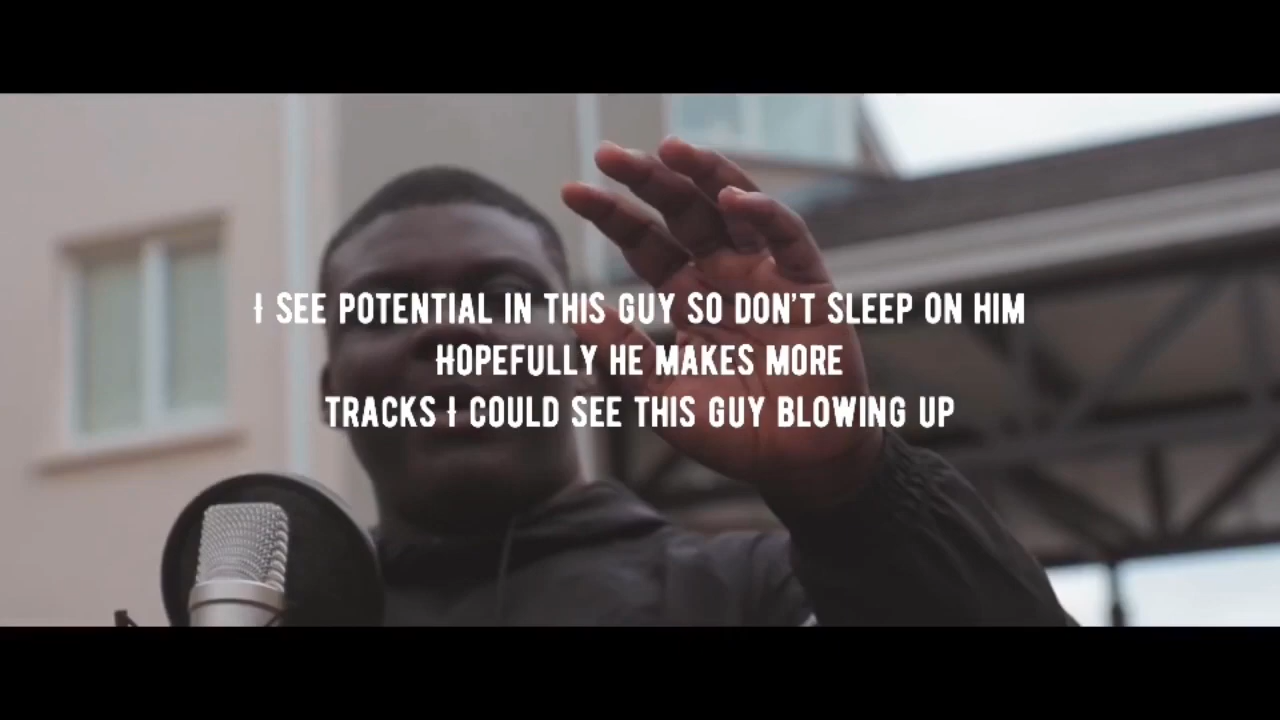 I SEE POTENTIAL IN THIS GUY SO DON'T SLEEP ON HIM
HOPEFULLY HE MAKES MORE
TRACKS I COULD SEE THIS GUY BLOWING UP